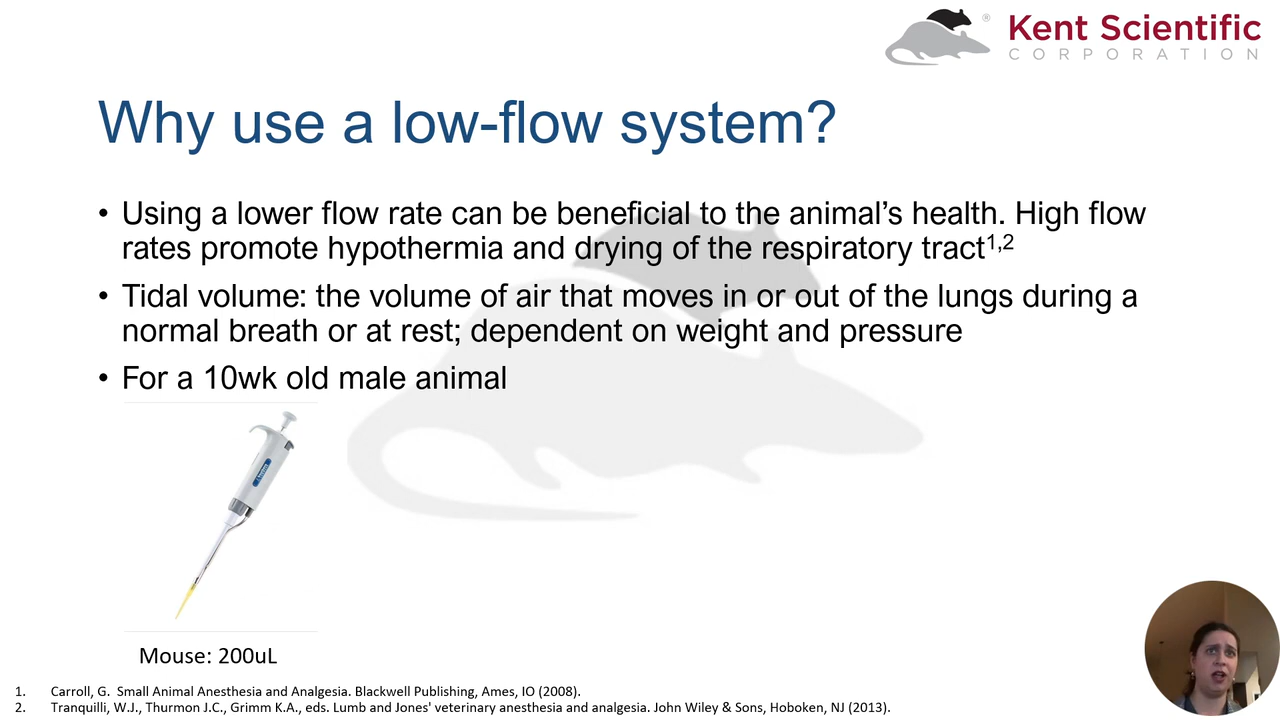 Kent Scientific
CORPORATION
®
Why use a low-flow system?
• Using a lower flow rate can be beneficial to the animal’s health. High flow
rates promote hypothermia and drying of the respiratory tract1,2
• Tidal volume: the volume of air that moves in or out of the lungs during a
normal breath or at rest; dependent on weight and pressure
• For a 10wk old male animal
Mouse: 200uL
1. Carroll, G. Small Animal Anesthesia and Analgesia. Blackwell Publishing, Ames, IO (2008).
2. Tranquilli, W.J., Thurmon J.C., Grimm K.A., eds. Lumb and Jones' veterinary anesthesia and analgesia. John Wiley & Sons, Hoboken, NJ (2013).